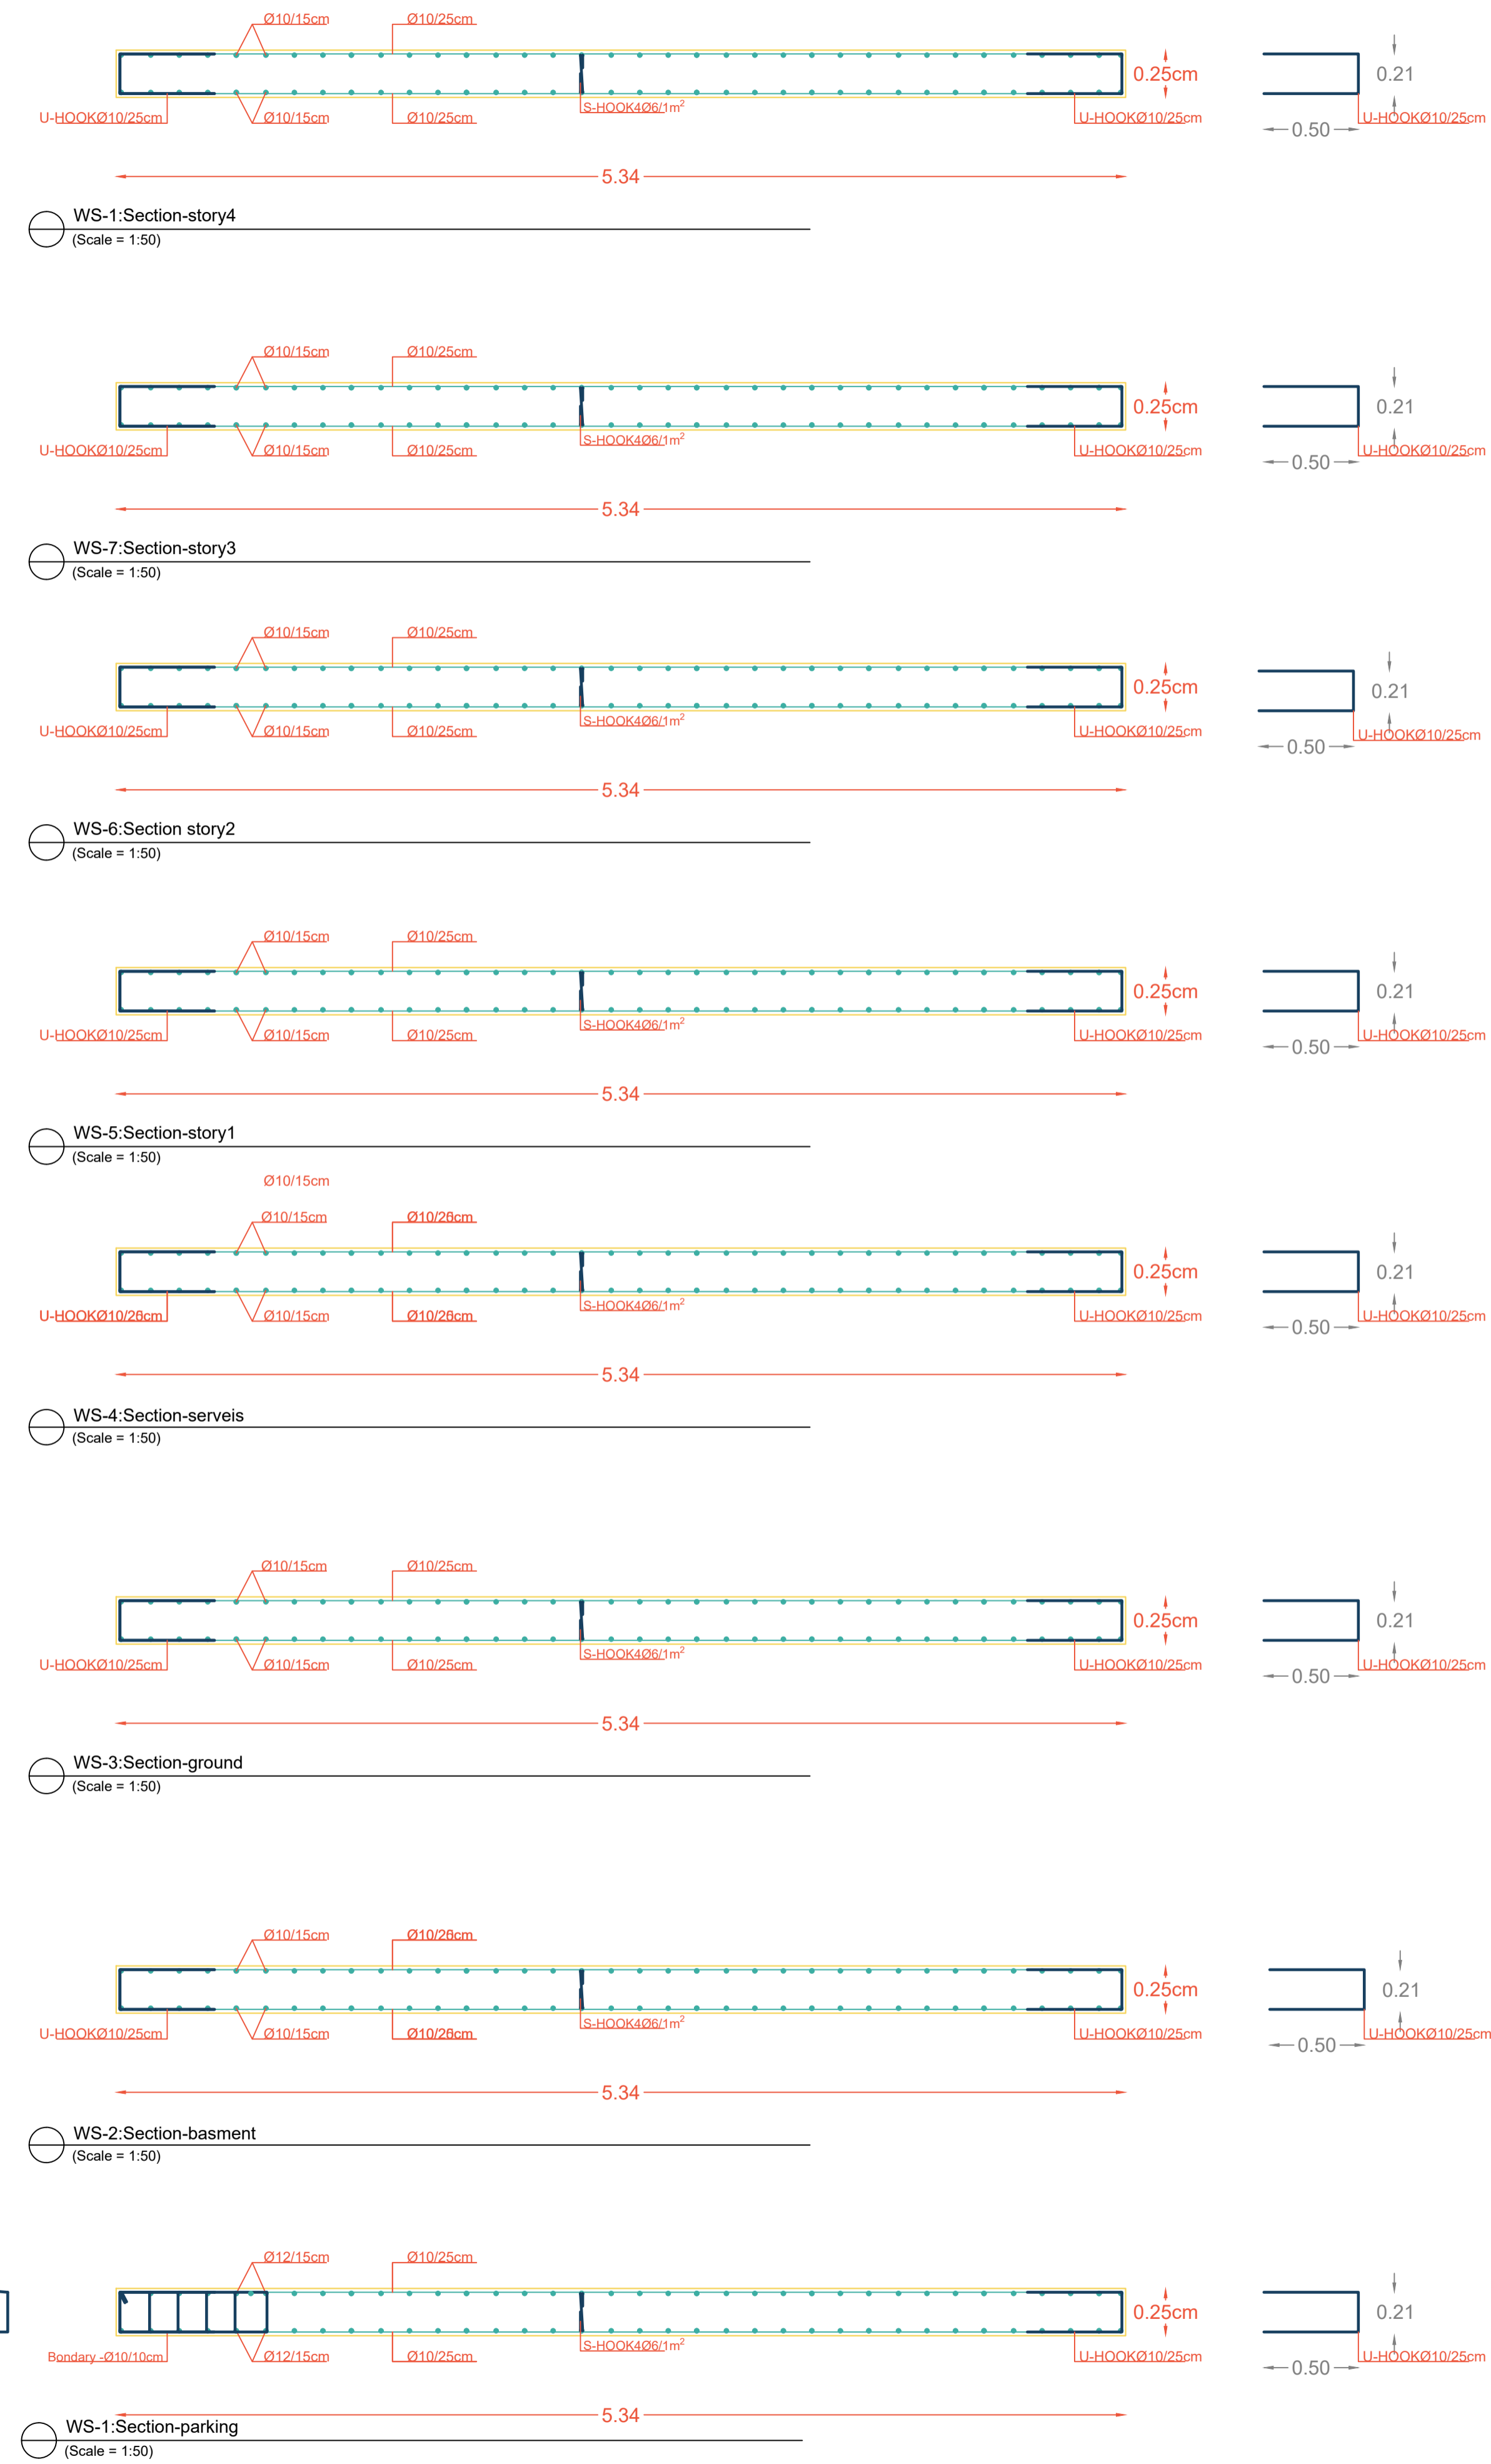 Ø10/15cm Ø10/25cm
0.25cm 0.21
S-HOOK4Ø6/1m²
U-HOOKØ10/25cm Ø10/15cm Ø10/25cm U-HOOKØ10/25cm U-HOOKØ10/25cm
0.50
5.34
WS-1:Section-story4
(Scale = 1:50)
Ø10/15cm Ø10/25cm
0.25cm 0.21
S-HOOK4Ø6/1m²
U-HOOKØ10/25cm Ø10/15cm Ø10/25cm U-HOOKØ10/25cm U-HOOKØ10/25cm
0.50
5.34
WS-7:Section-story3
(Scale = 1:50)
Ø10/15cm Ø10/25cm
0.25cm 0.21
S-HOOK4Ø6/1m²
U-HOOKØ10/25cm Ø10/15cm Ø10/25cm U-HOOKØ10/25cm U-HOOKØ10/25cm
0.50
5.34
WS-6:Section story2
(Scale = 1:50)
Ø10/15cm Ø10/25cm
0.25cm 0.21
S-HOOK4Ø6/1m²
U-HOOKØ10/25cm Ø10/15cm Ø10/25cm U-HOOKØ10/25cm U-HOOKØ10/25cm
0.50
5.34
WS-5:Section-story1
(Scale = 1:50)
Ø10/15cm
Ø10/15cm
0.25cm 0.21
S-HOOK4Ø6/1m²
Ø10/15cm U-HOOKØ10/25cm U-HOOKØ10/25cm
0.50
5.34
WS-4:Section-serveis
(Scale = 1:50)
Ø10/15cm Ø10/25cm
0.25cm 0.21
S-HOOK4Ø6/1m²
U-HOOKØ10/25cm Ø10/15cm Ø10/25cm U-HOOKØ10/25cm U-HOOKØ10/25cm
0.50
5.34
WS-3:Section-ground
(Scale = 1:50)
Ø10/15cm
0.25cm 0.21
S-HOOK4Ø6/1m²
U-HOOKØ10/25cm Ø10/15cm U-HOOKØ10/25cm U-HOOKØ10/25cm
0.50
5.34
WS-2:Section-basment
(Scale = 1:50)
Ø12/15cm Ø10/25cm
0.25cm 0.21
S-HOOK4Ø6/1m²
Bondary -Ø10/10cm Ø12/15cm Ø10/25cm U-HOOKØ10/25cm U-HOOKØ10/25cm
0.50
5.34
WS-1:Section-parking
(Scale = 1:50)